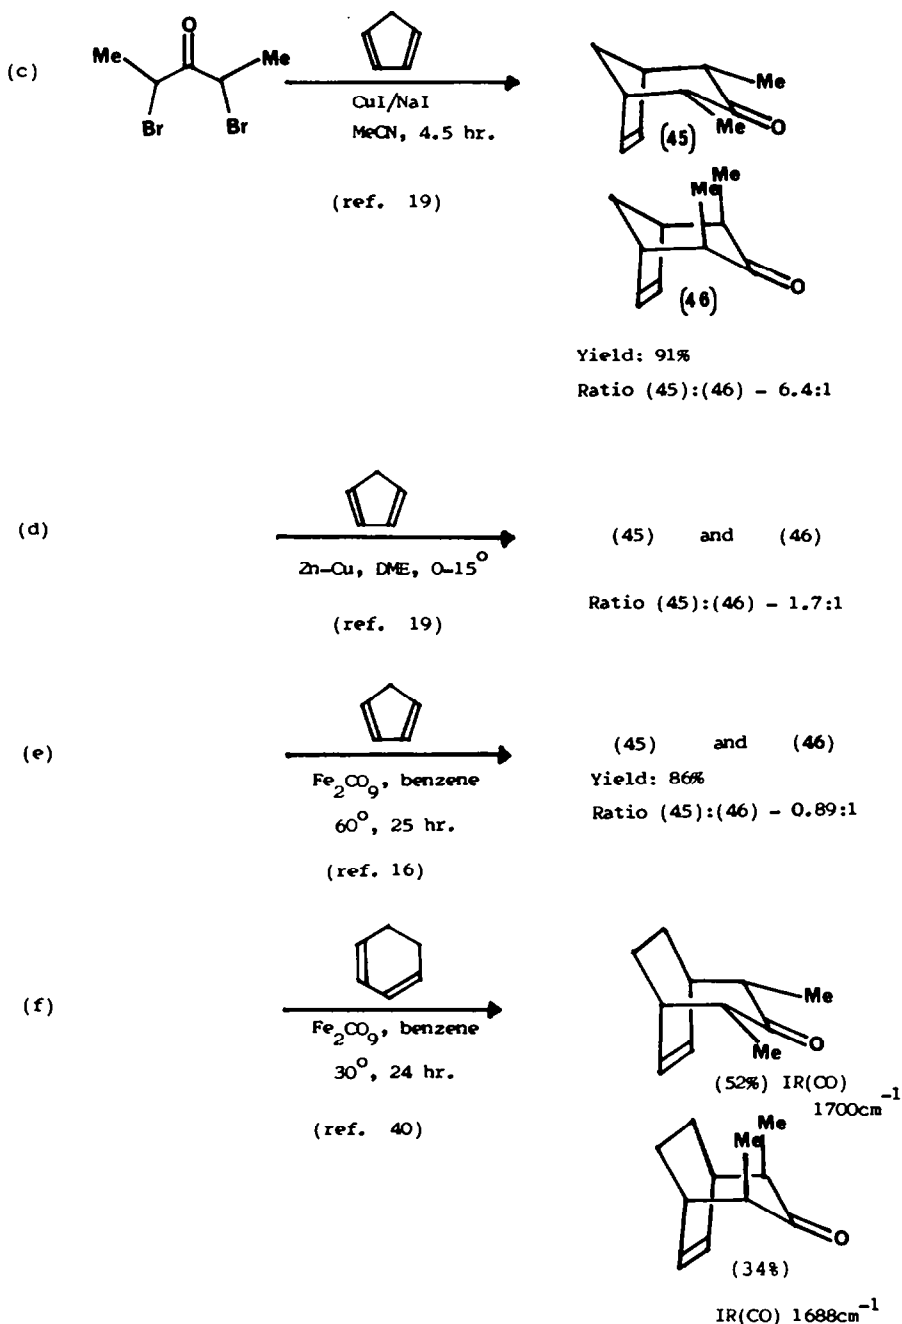 (c)
O
Me
Me
Br
Br
CuI/NaI
MeCN, 4.5 hr.
(ref. 19)
Me
Me
O
(45)
Me
Me
O
(46)
Yield: 91%
Ratio (45):(46) - 6.4:1
(d)
Zn-Cu, DME, 0-15°
(ref. 19)
(45) and (46)
Ratio (45):(46) - 1.7:1
(e)
Fe2CO9, benzene
60°, 25 hr.
(ref. 16)
(45) and (46)
Yield: 86%
Ratio (45):(46) - 0.89:1
(f)
Fe2CO9, benzene
30°, 24 hr.
(ref. 40)
Me
Me
O
(52%) IR(CO)
1700cm-1
Me
Me
O
(34%)
IR(CO) 1688cm-1